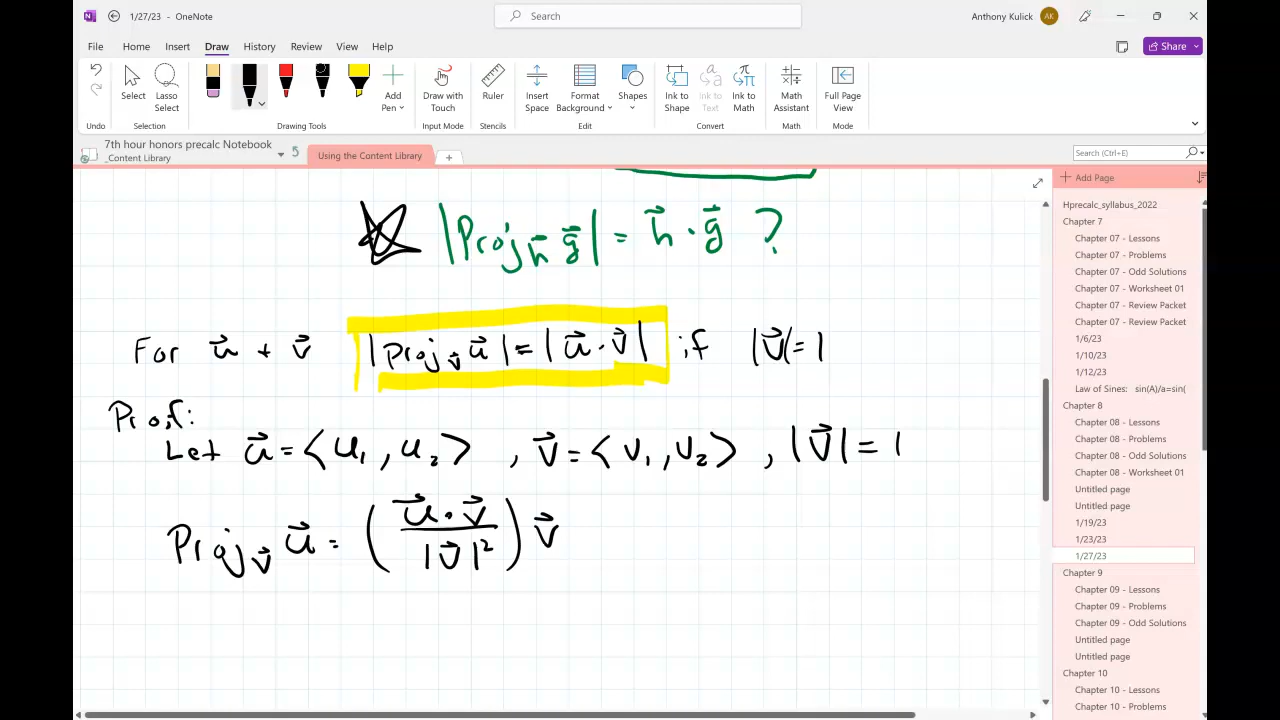 1/27/23 - OneNote
Search
Anthony Kulick
AK
File Home Insert Draw History Review View Help
Share
Undo
Select
Lasso Select
Add Pen
Draw with Touch
Ruler
Insert Space
Format Background
Shapes
Ink to Shape
Ink to Text
Ink to Math
Math Assistant
Full Page View
Undo Selection Drawing Tools Input Mode Stencils Edit Convert Math Mode
7th hour honors precalc Notebook
_Content Library
Using the Content Library
+
Search (Ctrl+E)
|Proj_h⃗ g⃗| = h⃗ · g⃗ ?
For u⃗ + v⃗ |Proj_v⃗ u⃗| = |u⃗ · v⃗| if |v⃗| = 1
Proof:
Let u⃗ = <u₁, u₂> , v⃗ = <v₁, v₂> , |v⃗| = 1
Proj_v⃗ u⃗ = (u⃗ · v⃗ / |v⃗|²) v⃗
Add Page
Hprecalc_syllabus_2022
Chapter 7
Chapter 07 - Lessons
Chapter 07 - Problems
Chapter 07 - Odd Solutions
Chapter 07 - Worksheet 01
Chapter 07 - Review Packet
Chapter 07 - Review Packet
1/6/23
1/10/23
1/12/23
Law of Sines: sin(A)/a=sin(
Chapter 8
Chapter 08 - Lessons
Chapter 08 - Problems
Chapter 08 - Odd Solutions
Chapter 08 - Worksheet 01
Untitled page
Untitled page
1/19/23
1/23/23
1/27/23
Chapter 9
Chapter 09 - Lessons
Chapter 09 - Problems
Chapter 09 - Odd Solutions
Untitled page
Untitled page
Chapter 10
Chapter 10 - Lessons
Chapter 10 - Problems